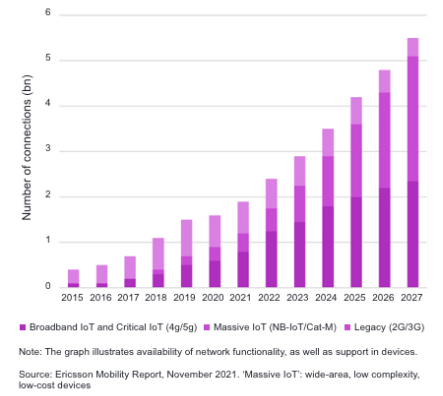 6
5
4
3
2
1
0
Number of connections (bn)
2015 2016 2017 2018 2019 2020 2021 2022 2023 2024 2025 2026 2027
Broadband IoT and Critical IoT (4g/5g) Massive IoT (NB-IoT/Cat-M) Legacy (2G/3G)
Note: The graph illustrates availability of network functionality, as well as support in devices.
Source: Ericsson Mobility Report, November 2021. 'Massive IoT': wide-area, low complexity,
low-cost devices